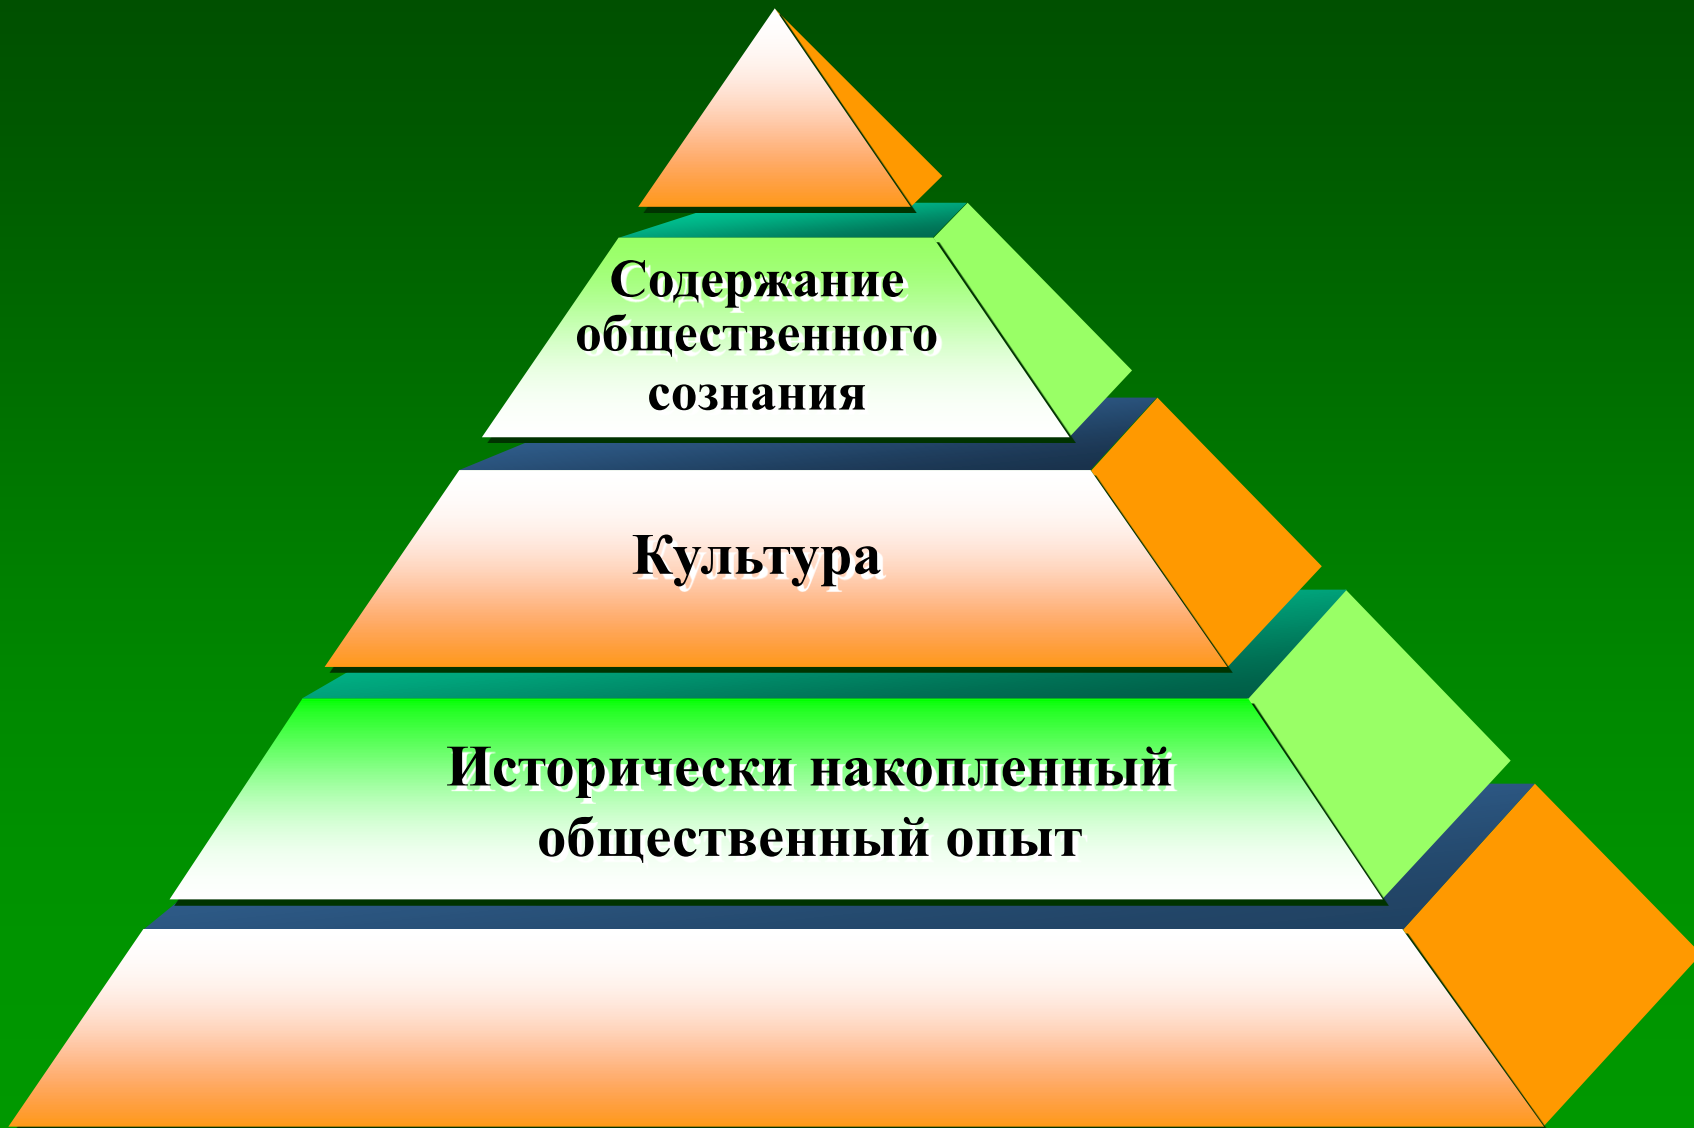 Содержание
общественного
сознания
Культура
Исторически накопленный
общественный опыт